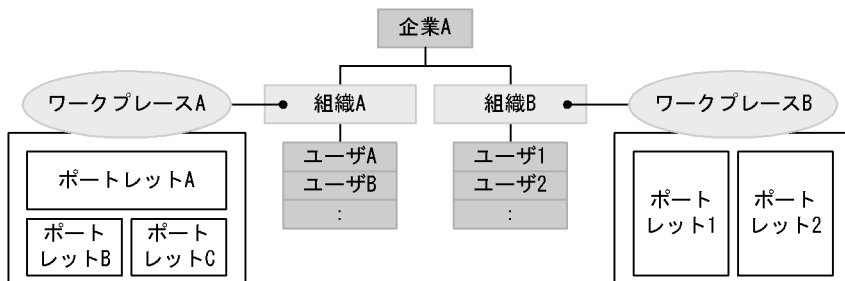 企業A
ワークプレースA
組織A
組織B
ワークプレースB
ポートレットA
ポート
レットB
ポート
レットC
ユーザA
ユーザB
:
ユーザ1
ユーザ2
:
ポート
レット1
ポート
レット2